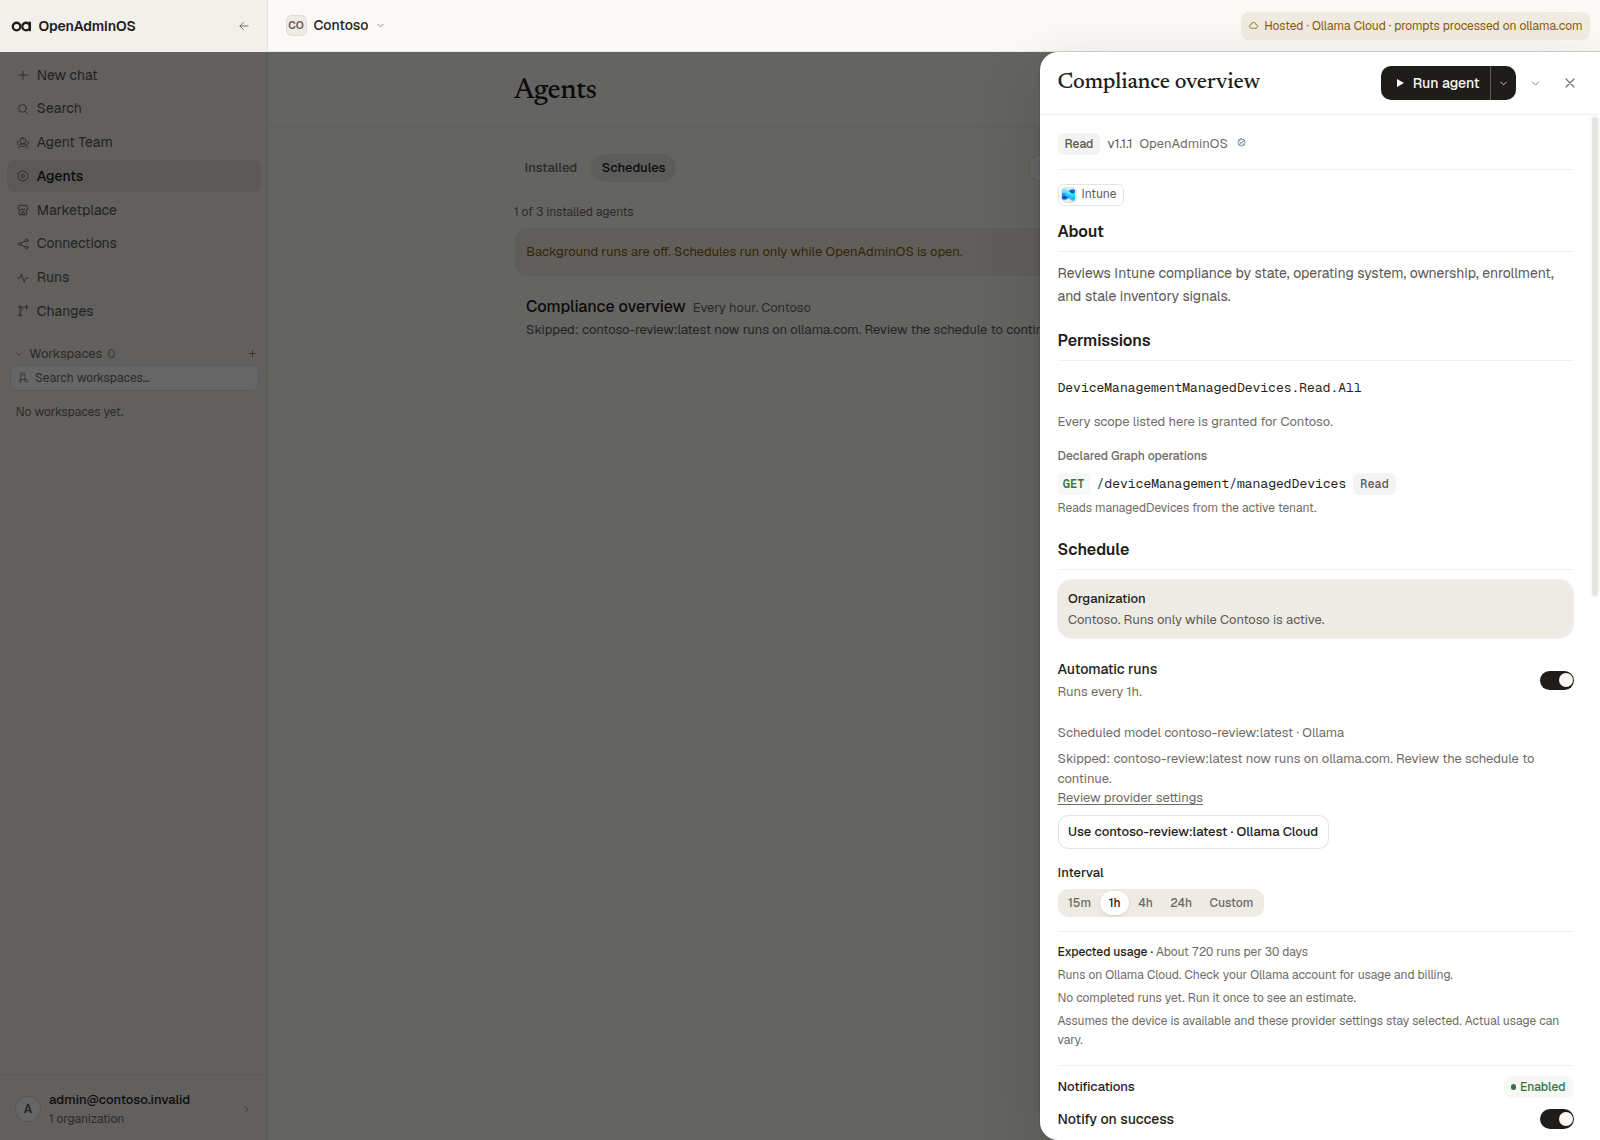 OpenAdminOS
CO Contoso
Hosted · Ollama Cloud · prompts processed on ollama.com
New chat
Search
Agent Team
Agents
Marketplace
Connections
Runs
Changes
Workspaces 0
Search workspaces...
No workspaces yet.
A
admin@contoso.invalid
1 organization
Agents
Installed
Schedules
1 of 3 installed agents
Background runs are off. Schedules run only while OpenAdminOS is open.
Compliance overview Every hour. Contoso
Skipped: contoso-review:latest now runs on ollama.com. Review the schedule to contin
Compliance overview
Run agent
Read v1.1.1 OpenAdminOS
Intune
About
Reviews Intune compliance by state, operating system, ownership, enrollment,
and stale inventory signals.
Permissions
DeviceManagementManagedDevices.Read.All
Every scope listed here is granted for Contoso.
Declared Graph operations
GET /deviceManagement/managedDevices Read
Reads managedDevices from the active tenant.
Schedule
Organization
Contoso. Runs only while Contoso is active.
Automatic runs
Runs every 1h.
Scheduled model contoso-review:latest · Ollama
Skipped: contoso-review:latest now runs on ollama.com. Review the schedule to
continue.
Review provider settings
Use contoso-review:latest · Ollama Cloud
Interval
15m 1h 4h 24h Custom
Expected usage · About 720 runs per 30 days
Runs on Ollama Cloud. Check your Ollama account for usage and billing.
No completed runs yet. Run it once to see an estimate.
Assumes the device is available and these provider settings stay selected. Actual usage can
vary.
Notifications
Enabled
Notify on success